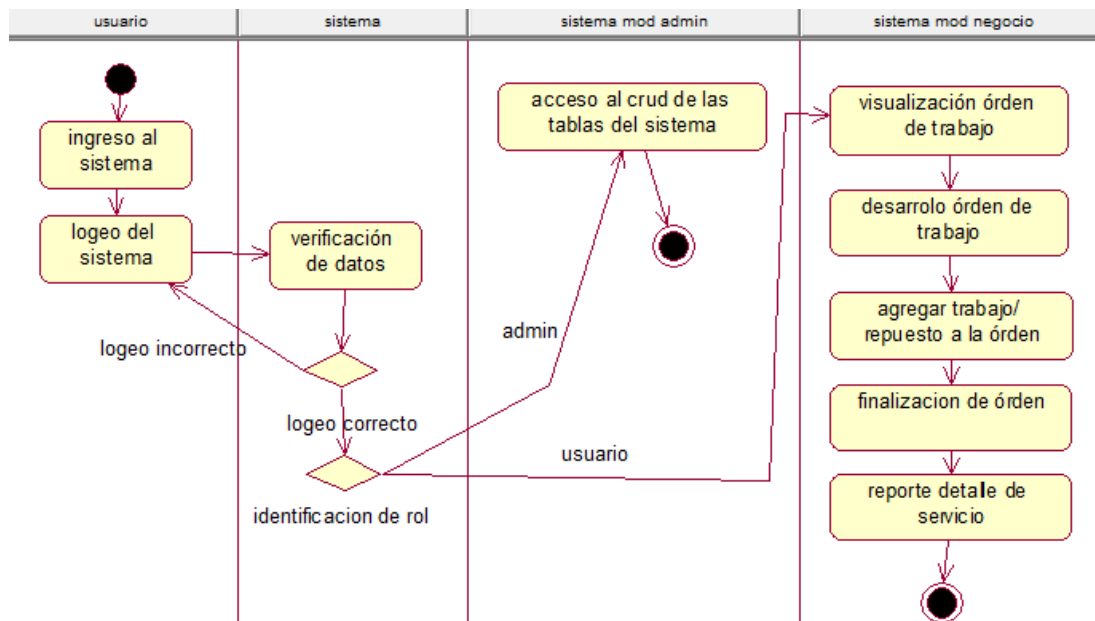 usuario
sistema
sistema mod admin
sistema mod negocio
ingreso al
sistema
logeo del
sistema
logeo incorrecto
verificación
de datos
logeo correcto
identificacion de rol
acceso al crud de las
tablas del sistema
admin
usuario
visualización órden
de trabajo
desarrolo órden de
trabajo
agregar trabajo/
repuesto a la órden
finalizacion de órden
reporte detalle de
servicio